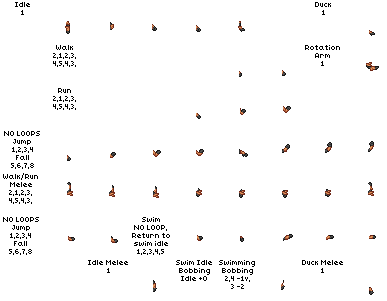 Idle
1
Duck
1
Walk
2,1,2,3,
4,5,4,3,
Rotation
Arm
1
Run
2,1,2,3,
4,5,4,3,
NO LOOPS
Jump
1,2,3,4
Fall
5,6,7,8
Walk/Run
Melee
2,1,2,3,
4,5,4,3,
NO LOOPS
Jump
1,2,3,4
Fall
5,6,7,8
Swim
NO LOOP,
Return to
swim idle
1,2,3,4,5
Idle Melee
1
Swim Idle
Bobbing
Idle +0
Swimming
Bobbing
2,4 -1v,
3 -2
Duck Melee
1